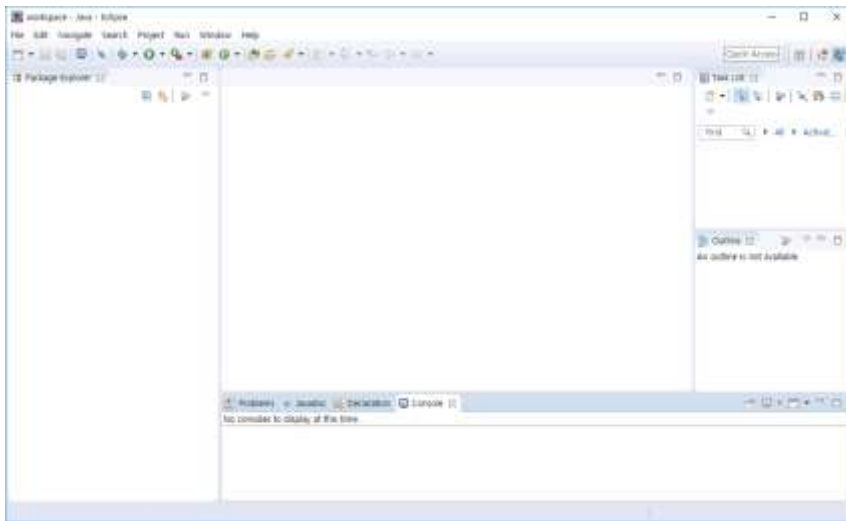 workspace - Java - Eclipse
File Edit Navigate Search Project Run Window Help
Quick Access
Package Explorer
Task List
Find All Activat...
Outline
An outline is not available.
Problems Javadoc Declaration Console
No consoles to display at this time.